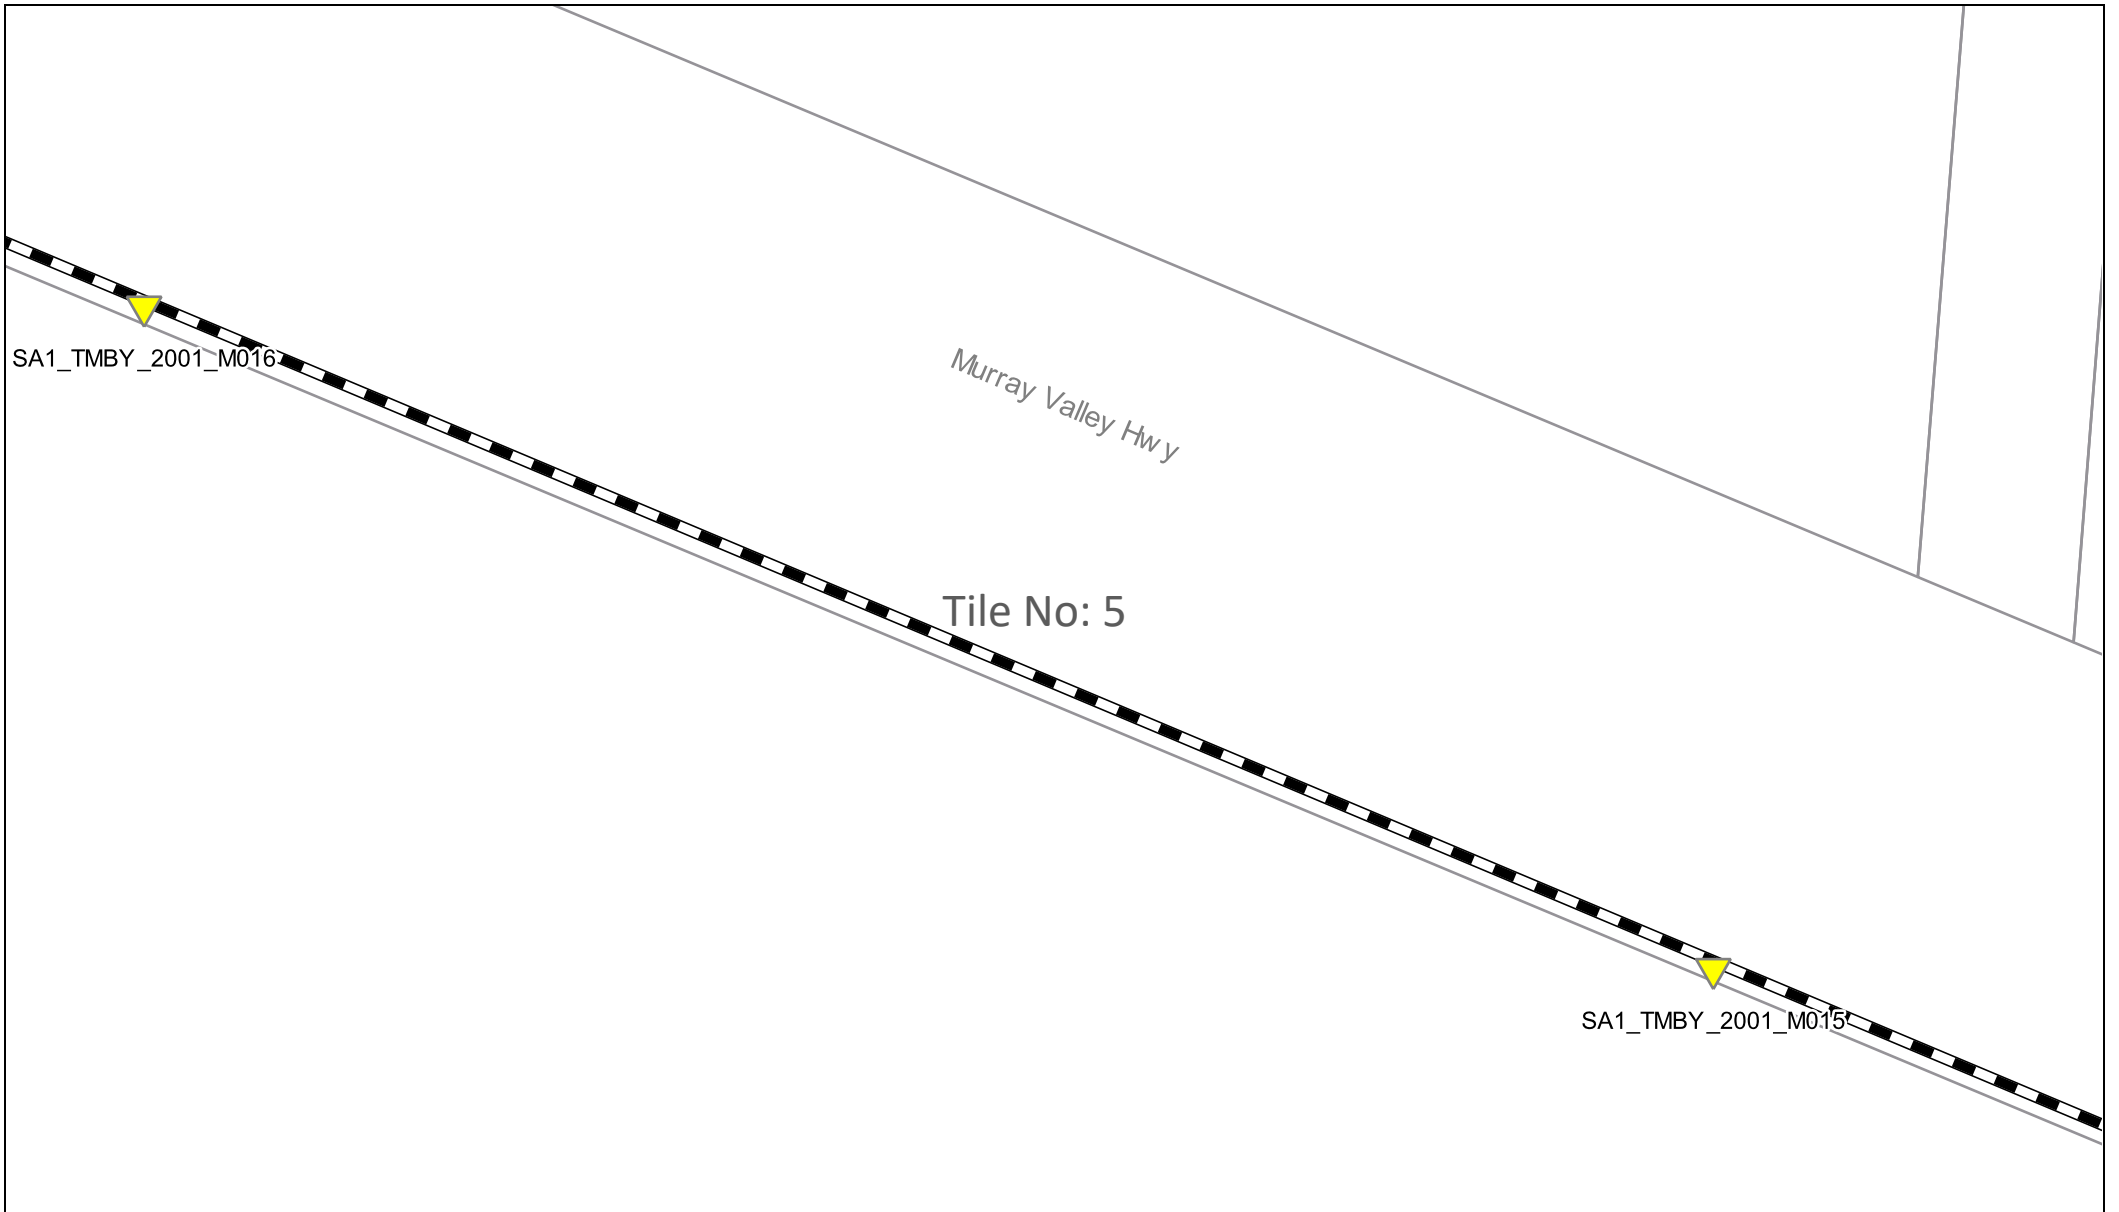 SA1_TMBY_2001_M016
Murray Valley Hwy
Tile No: 5
SA1_TMBY_2001_M015